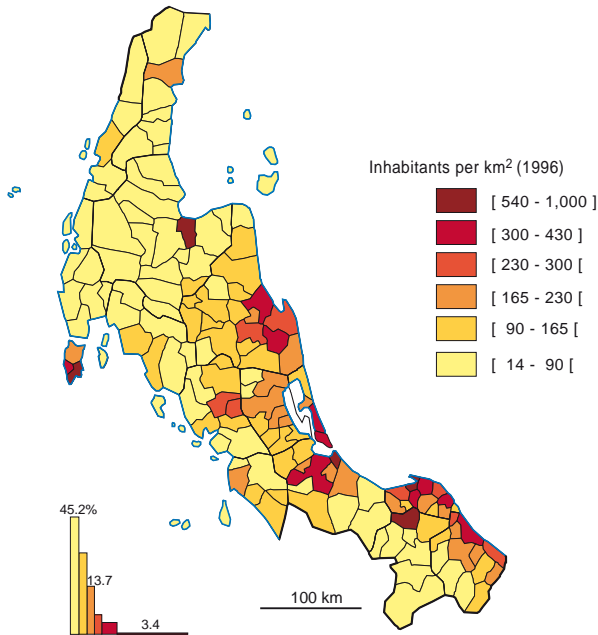 Inhabitants per km² (1996)
[ 540 - 1,000 ]
[ 300 - 430 ]
[ 230 - 300 [
[ 165 - 230 [
[ 90 - 165 [
[ 14 - 90 [
45.2%
13.7
3.4
100 km